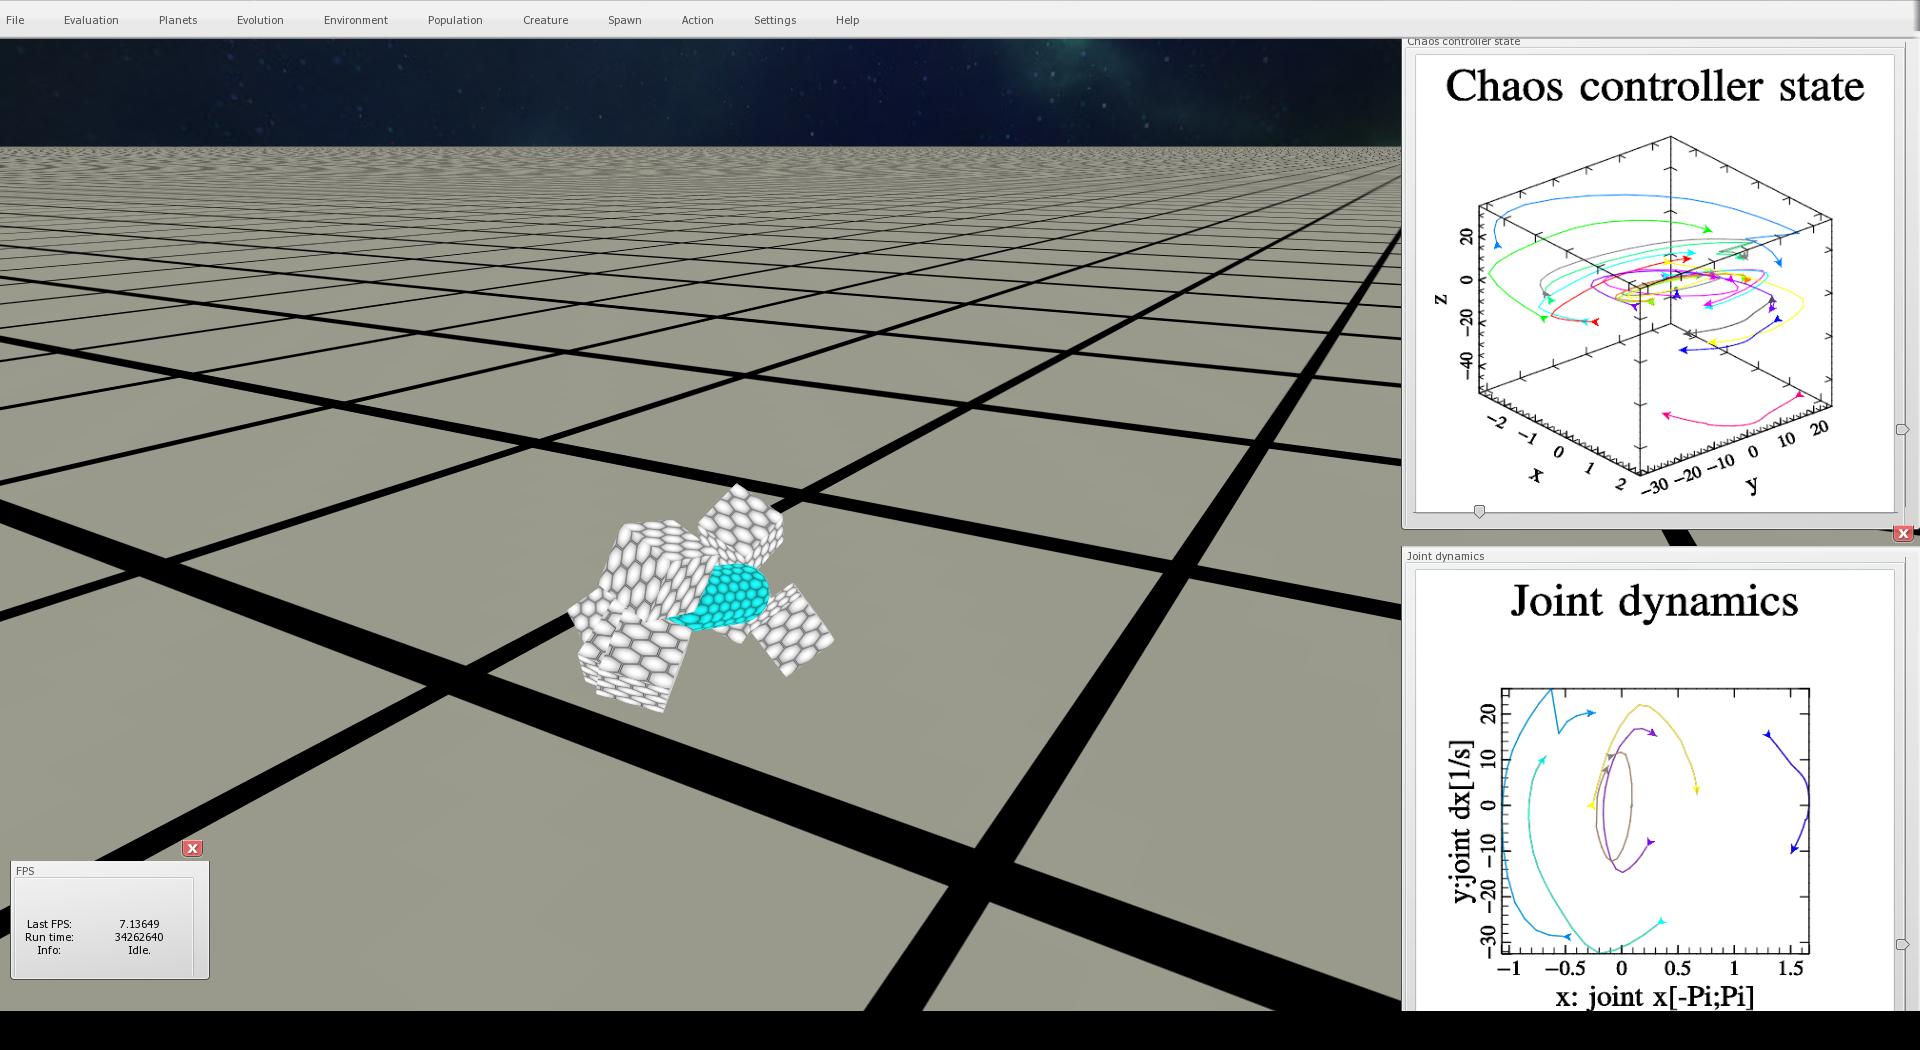 File Evaluation Planets Evolution Environment Population Creature Spawn Action Settings Help
Chaos controller state
Chaos controller state
20
0
−20
−40
z
−2 −1 0 1 2
x
−30 −20 −10 0 10 20
y
X
Joint dynamics
Joint dynamics
20
10
0
−10
−20
−30
y:joint dx[1/s]
−1 −0.5 0 0.5 1 1.5
x: joint x[-Pi;Pi]
X
FPS
Last FPS: 7.13649
Run time: 34262640
Info: Idle.